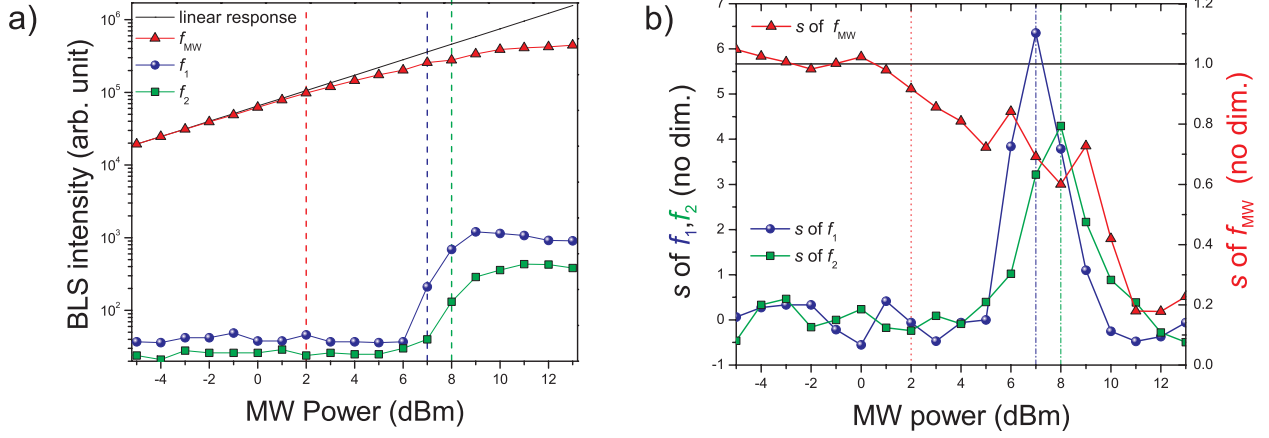 a)
linear response
f_MW
f_1
f_2
10^6
10^5
10^4
10^3
10^2
BLS intensity (arb. unit)
-4 -2 0 2 4 6 8 10 12
MW Power (dBm)
b)
s of f_MW
s of f_1
s of f_2
7
6
5
4
3
2
1
0
-1
s of f_1,f_2 (no dim.)
1.2
1.0
0.8
0.6
0.4
0.2
0.0
s of f_MW (no dim.)
-4 -2 0 2 4 6 8 10 12
MW power (dBm)